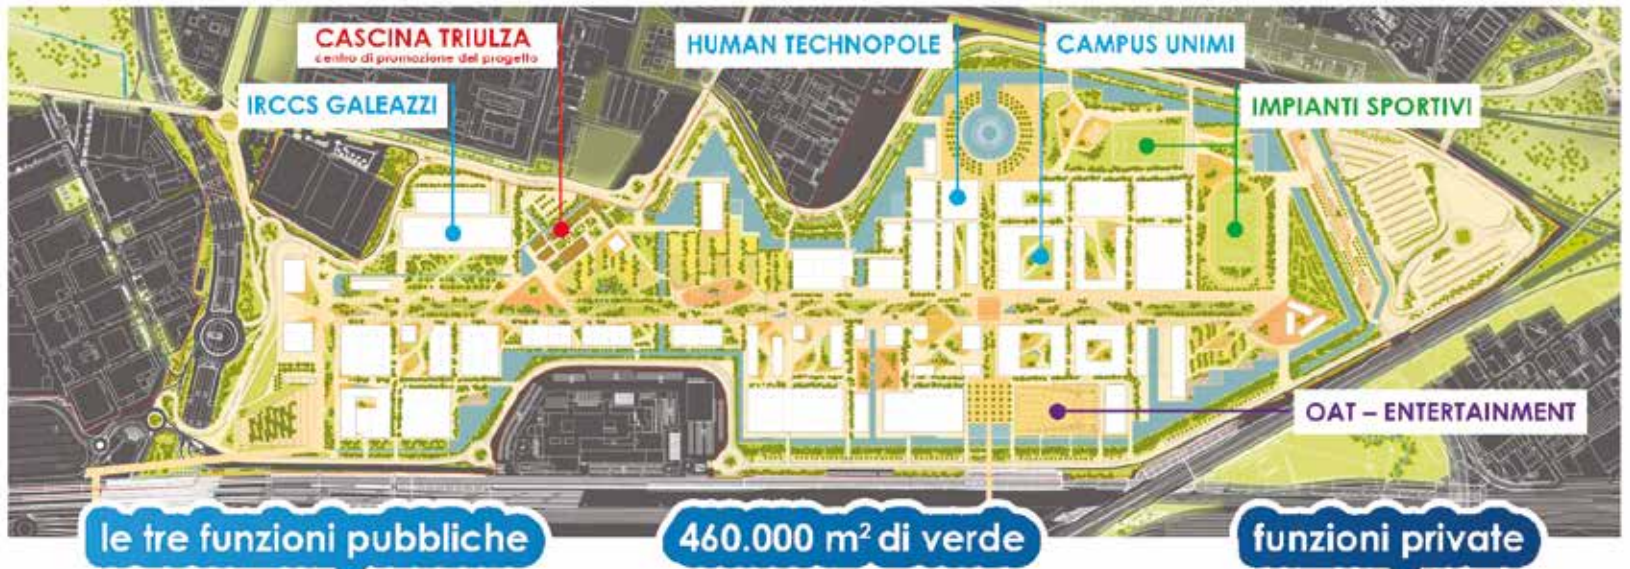 CASCINA TRIULZA
centro di promozione del progetto
HUMAN TECHNOPOLE
CAMPUS UNIMI
IRCCS GALEAZZI
IMPIANTI SPORTIVI
OAT – ENTERTAINMENT
le tre funzioni pubbliche
460.000 m² di verde
funzioni private